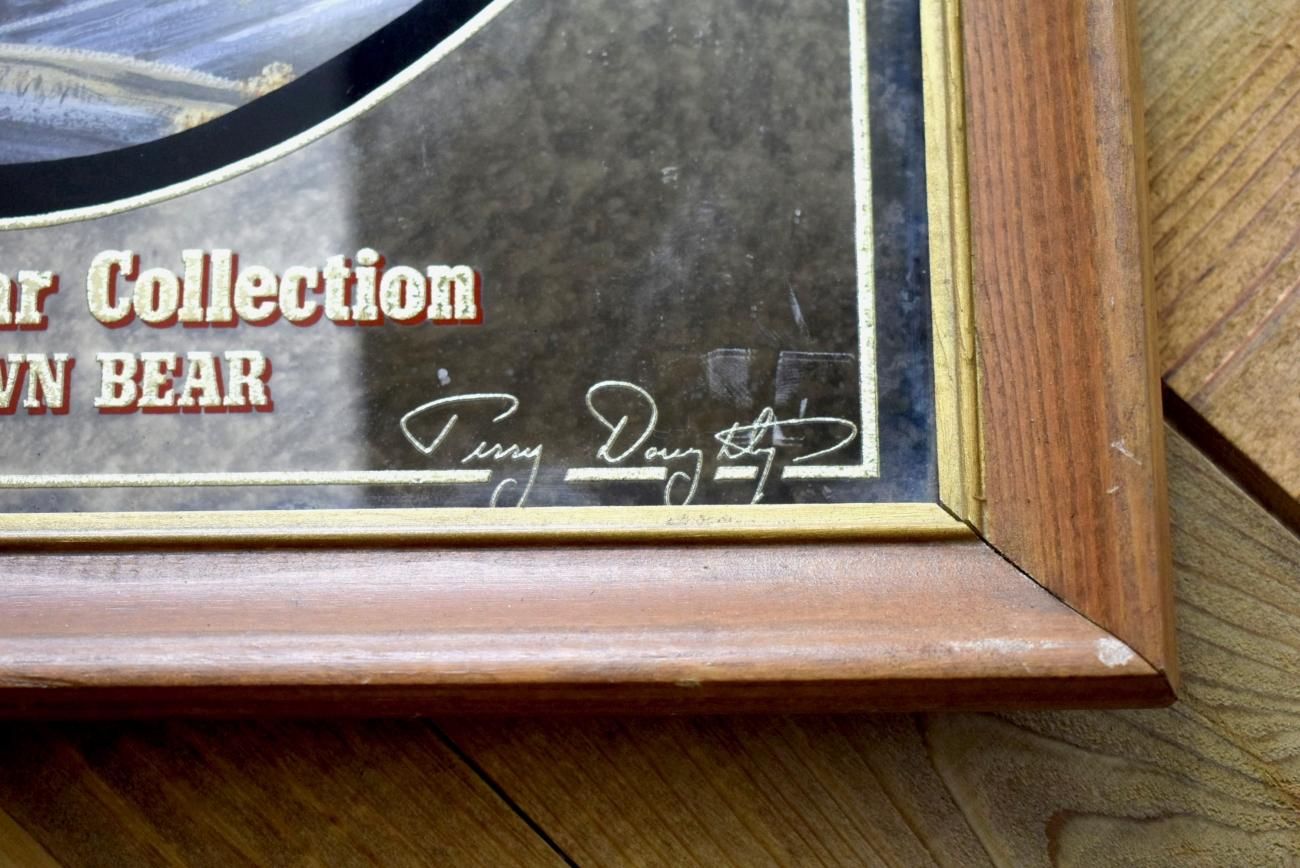 ar Collection
WN BEAR
Terry Doughty